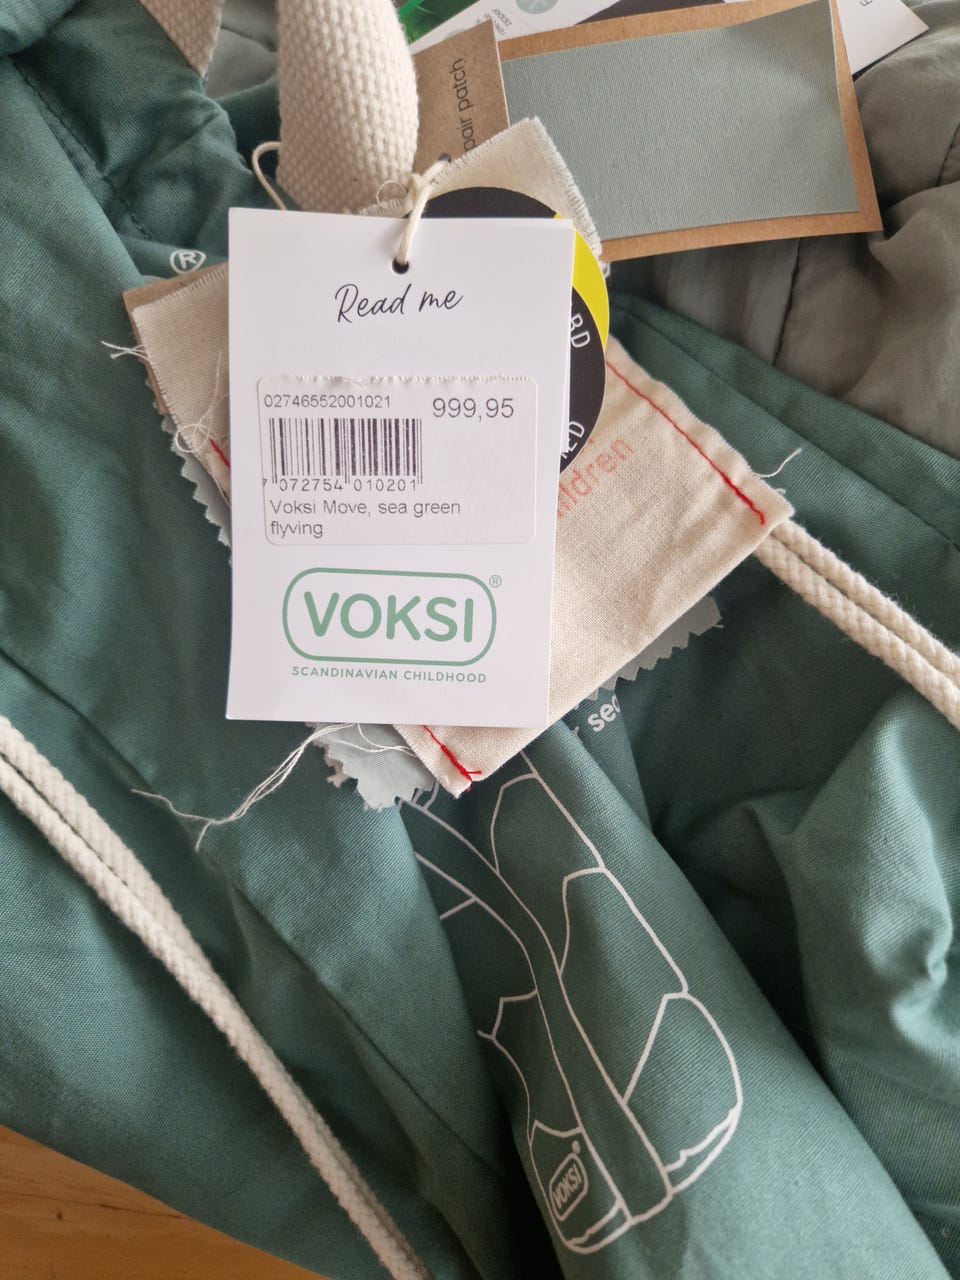 pair patch
®
Read me
02746552001021
999,95
7 072754 010201
Voksi Move, sea green
flyving
VOKSI®
SCANDINAVIAN CHILDHOOD
VOKSI®